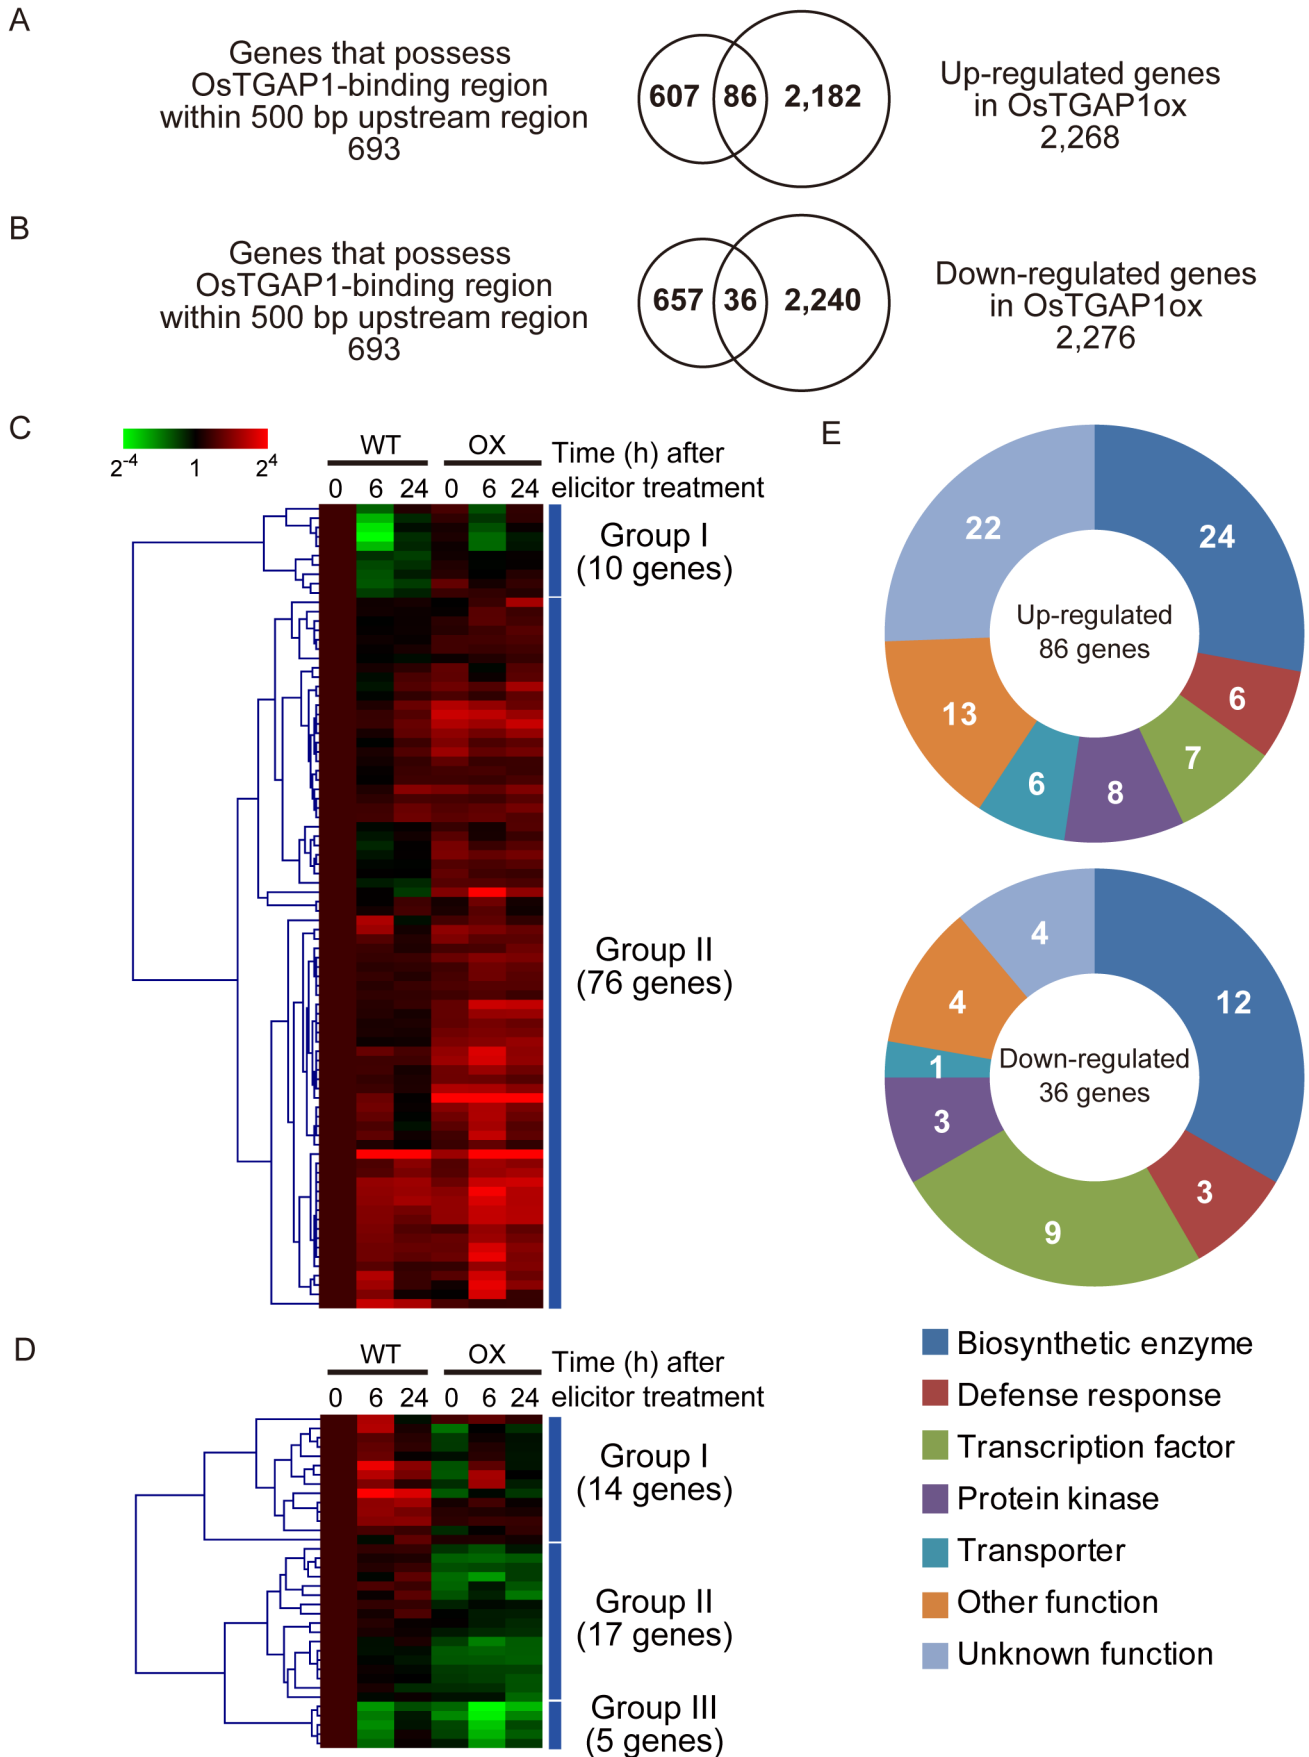 A
Genes that possess
OsTGAP1-binding region
within 500 bp upstream region
693
607 86 2,182
Up-regulated genes
in OsTGAP1ox
2,268
B
Genes that possess
OsTGAP1-binding region
within 500 bp upstream region
693
657 36 2,240
Down-regulated genes
in OsTGAP1ox
2,276
C
2-4 1 24
WT OX
0 6 24 0 6 24
Time (h) after
elicitor treatment
Group I
(10 genes)
Group II
(76 genes)
D
WT OX
0 6 24 0 6 24
Time (h) after
elicitor treatment
Group I
(14 genes)
Group II
(17 genes)
Group III
(5 genes)
E
24
6
7
8
6
13
22
Up-regulated
86 genes
12
3
9
3
1
4
4
Down-regulated
36 genes
Biosynthetic enzyme
Defense response
Transcription factor
Protein kinase
Transporter
Other function
Unknown function